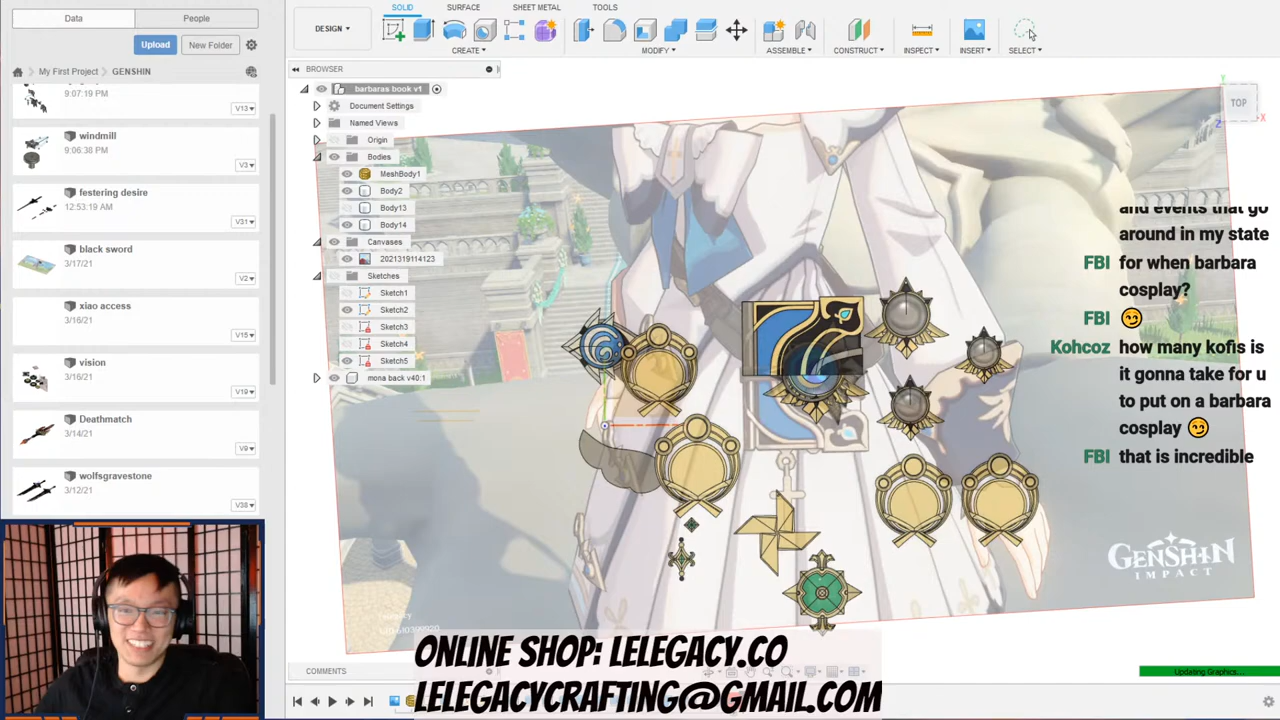 Data
People
Upload
New Folder
My First Project
GENSHIN
9:07:19 PM
V13▾
windmill
9:06:38 PM
V3▾
festering desire
12:53:19 AM
V31▾
black sword
3/17/21
V2▾
xiao access
3/16/21
V15▾
vision
3/16/21
V19▾
Deathmatch
3/14/21
V9▾
wolfsgravestone
3/12/21
V38▾
DESIGN ▾
SOLID
SURFACE
SHEET METAL
TOOLS
CREATE ▾
MODIFY ▾
ASSEMBLE ▾
CONSTRUCT ▾
INSPECT ▾
INSERT ▾
SELECT ▾
BROWSER
barbaras book v1
Document Settings
Named Views
Origin
Bodies
MeshBody1
Body2
Body13
Body14
Canvases
2021319114123
Sketches
Sketch1
Sketch2
Sketch3
Sketch4
Sketch5
mona back v40:1
TOP
Y
X
Z
and events that go
around in my state
FBI for when barbara
cosplay?
FBI 😏
Kohcoz how many kofis is
it gonna take for u
to put on a barbara
cosplay 😏
FBI that is incredible
GENSHIN
IMPACT
ONLINE SHOP: LELEGACY.CO
LELEGACYCRAFTING@GMAIL.COM
COMMENTS
Updating Graphics...